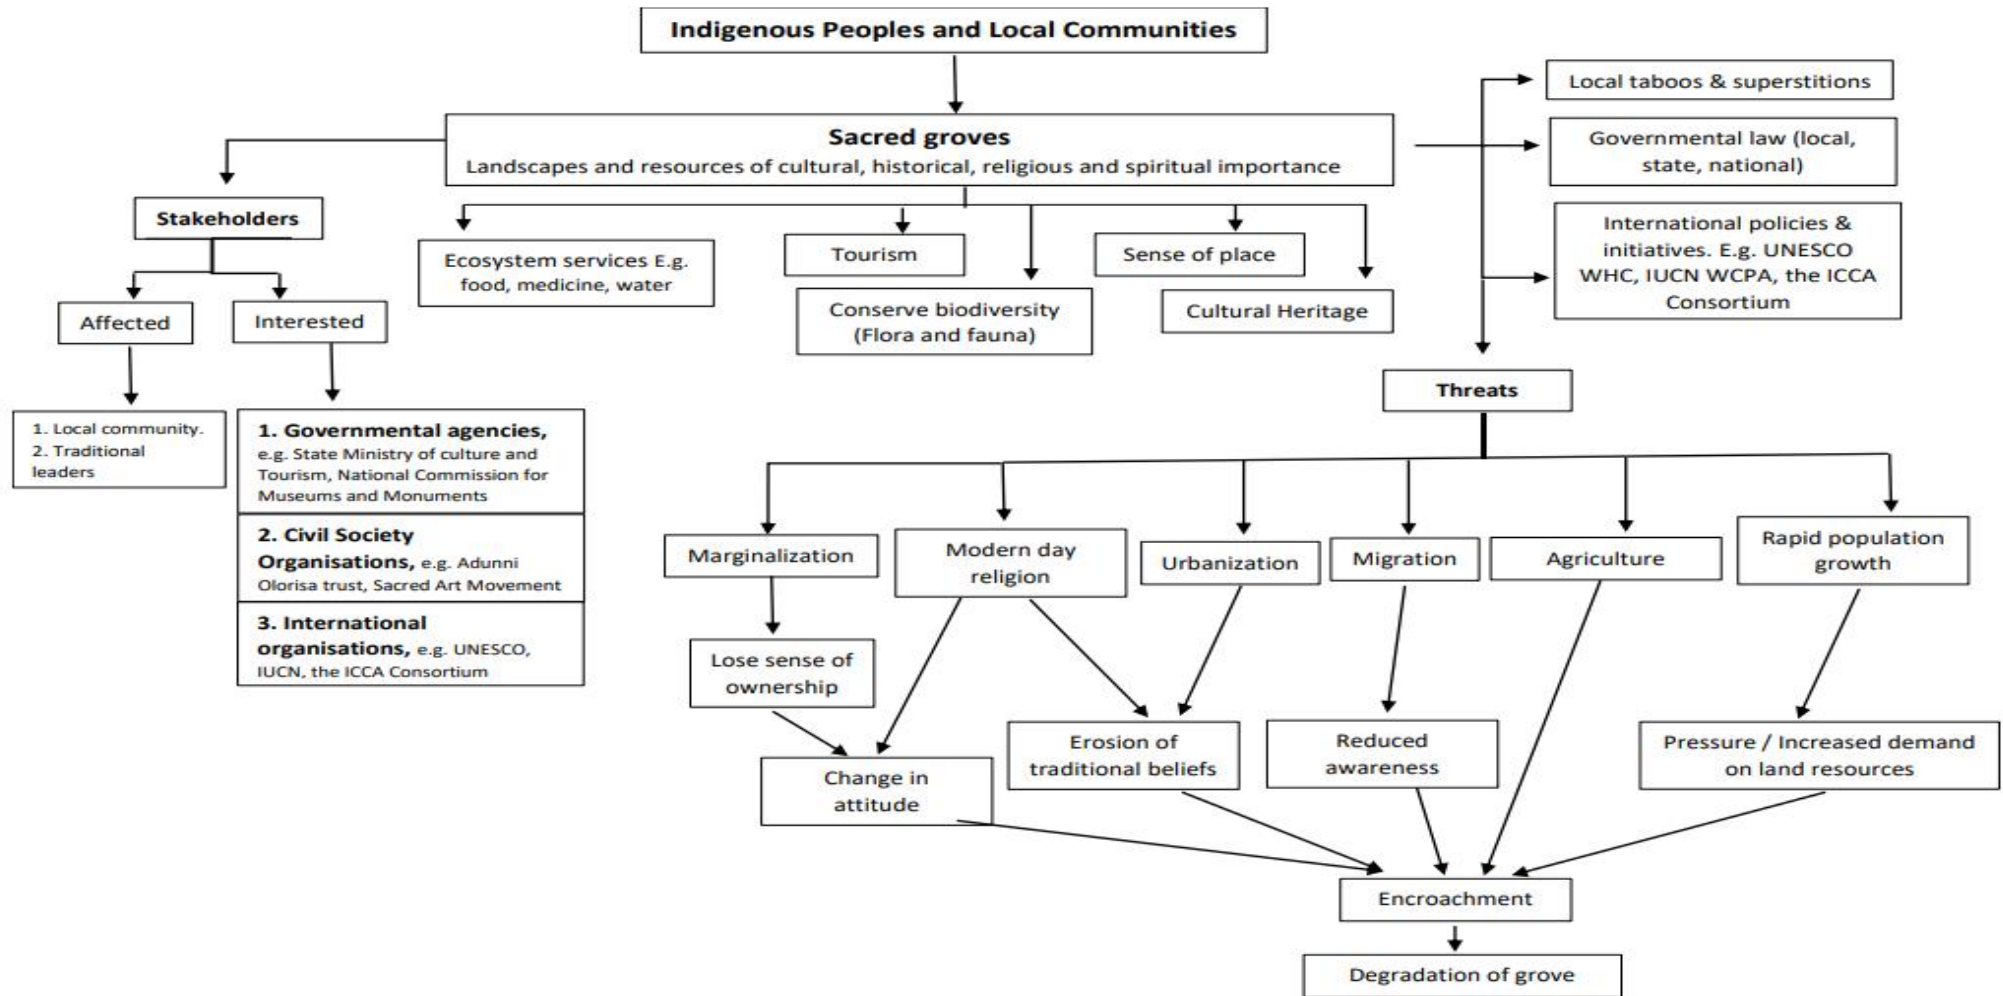 Indigenous Peoples and Local Communities
Local taboos & superstitions
Sacred groves
Landscapes and resources of cultural, historical, religious and spiritual importance
Governmental law (local,
state, national)
Stakeholders
International policies &
initiatives. E.g. UNESCO
WHC, IUCN WCPA, the ICCA
Consortium
Ecosystem services E.g.
food, medicine, water
Tourism
Sense of place
Conserve biodiversity
(Flora and fauna)
Cultural Heritage
Affected
Interested
Threats
1. Local community.
2. Traditional
leaders
1. Governmental agencies,
e.g. State Ministry of culture and
Tourism, National Commission for
Museums and Monuments
2. Civil Society
Organisations, e.g. Adunni
Olorisa trust, Sacred Art Movement
3. International
organisations, e.g. UNESCO,
IUCN, the ICCA Consortium
Marginalization
Modern day
religion
Urbanization
Migration
Agriculture
Rapid population
growth
Lose sense of
ownership
Change in
attitude
Erosion of
traditional beliefs
Reduced
awareness
Pressure / Increased demand
on land resources
Encroachment
Degradation of grove